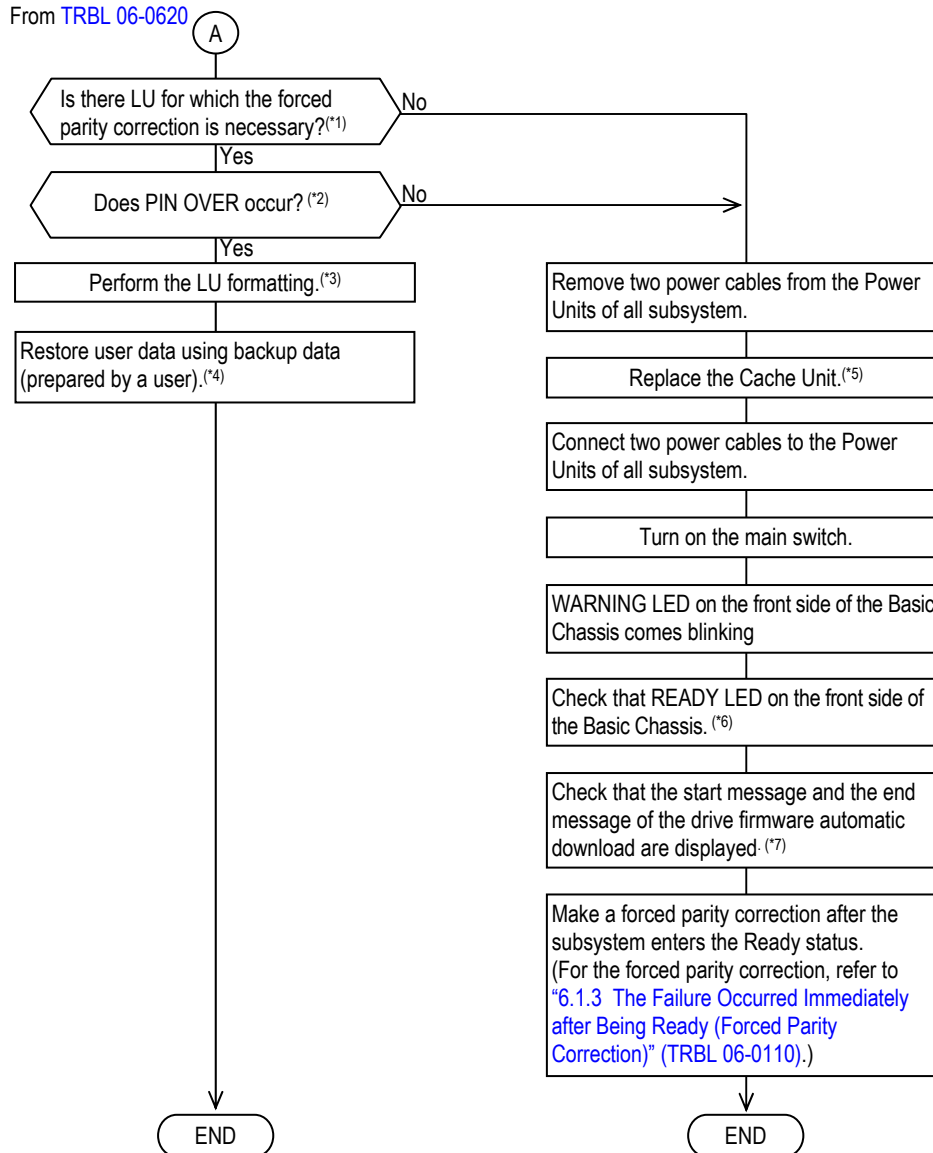 From TRBL 06-0620
A
Is there LU for which the forced
parity correction is necessary?(*1)
No
Yes
Does PIN OVER occur? (*2)
No
Yes
Perform the LU formatting.(*3)
Restore user data using backup data
(prepared by a user).(*4)
END
Remove two power cables from the Power
Units of all subsystem.
Replace the Cache Unit.(*5)
Connect two power cables to the Power
Units of all subsystem.
Turn on the main switch.
WARNING LED on the front side of the Basic
Chassis comes blinking
Check that READY LED on the front side of
the Basic Chassis. (*6)
Check that the start message and the end
message of the drive firmware automatic
download are displayed. (*7)
Make a forced parity correction after the
subsystem enters the Ready status.
(For the forced parity correction, refer to
“6.1.3  The Failure Occurred Immediately
after Being Ready (Forced Parity
Correction)” (TRBL 06-0110).)
END